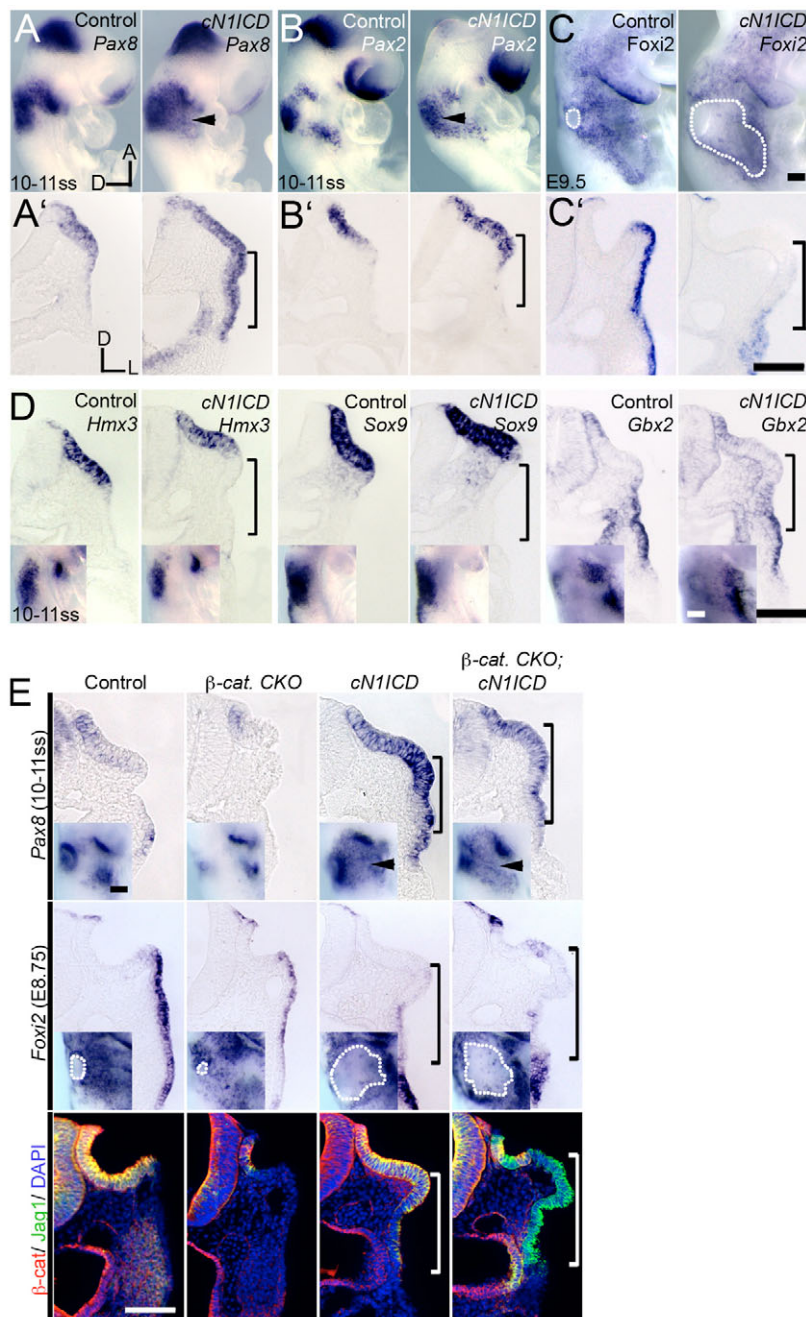 A Control cN1ICD B Control cN1ICD C Control cN1ICD
Pax8 Pax8 Pax2 Pax2 Foxi2 Foxi2
A
D
10-11ss 10-11ss E9.5
A' B' C'
D
L
D Control cN1ICD Control cN1ICD Control cN1ICD
Hmx3 Hmx3 Sox9 Sox9 Gbx2 Gbx2
10-11ss
β-cat. CKO;
E Control β-cat. CKO cN1ICD cN1ICD
Pax8 (10-11ss)
Foxi2 (E8.75)
β-cat/ Jag1/ DAPI